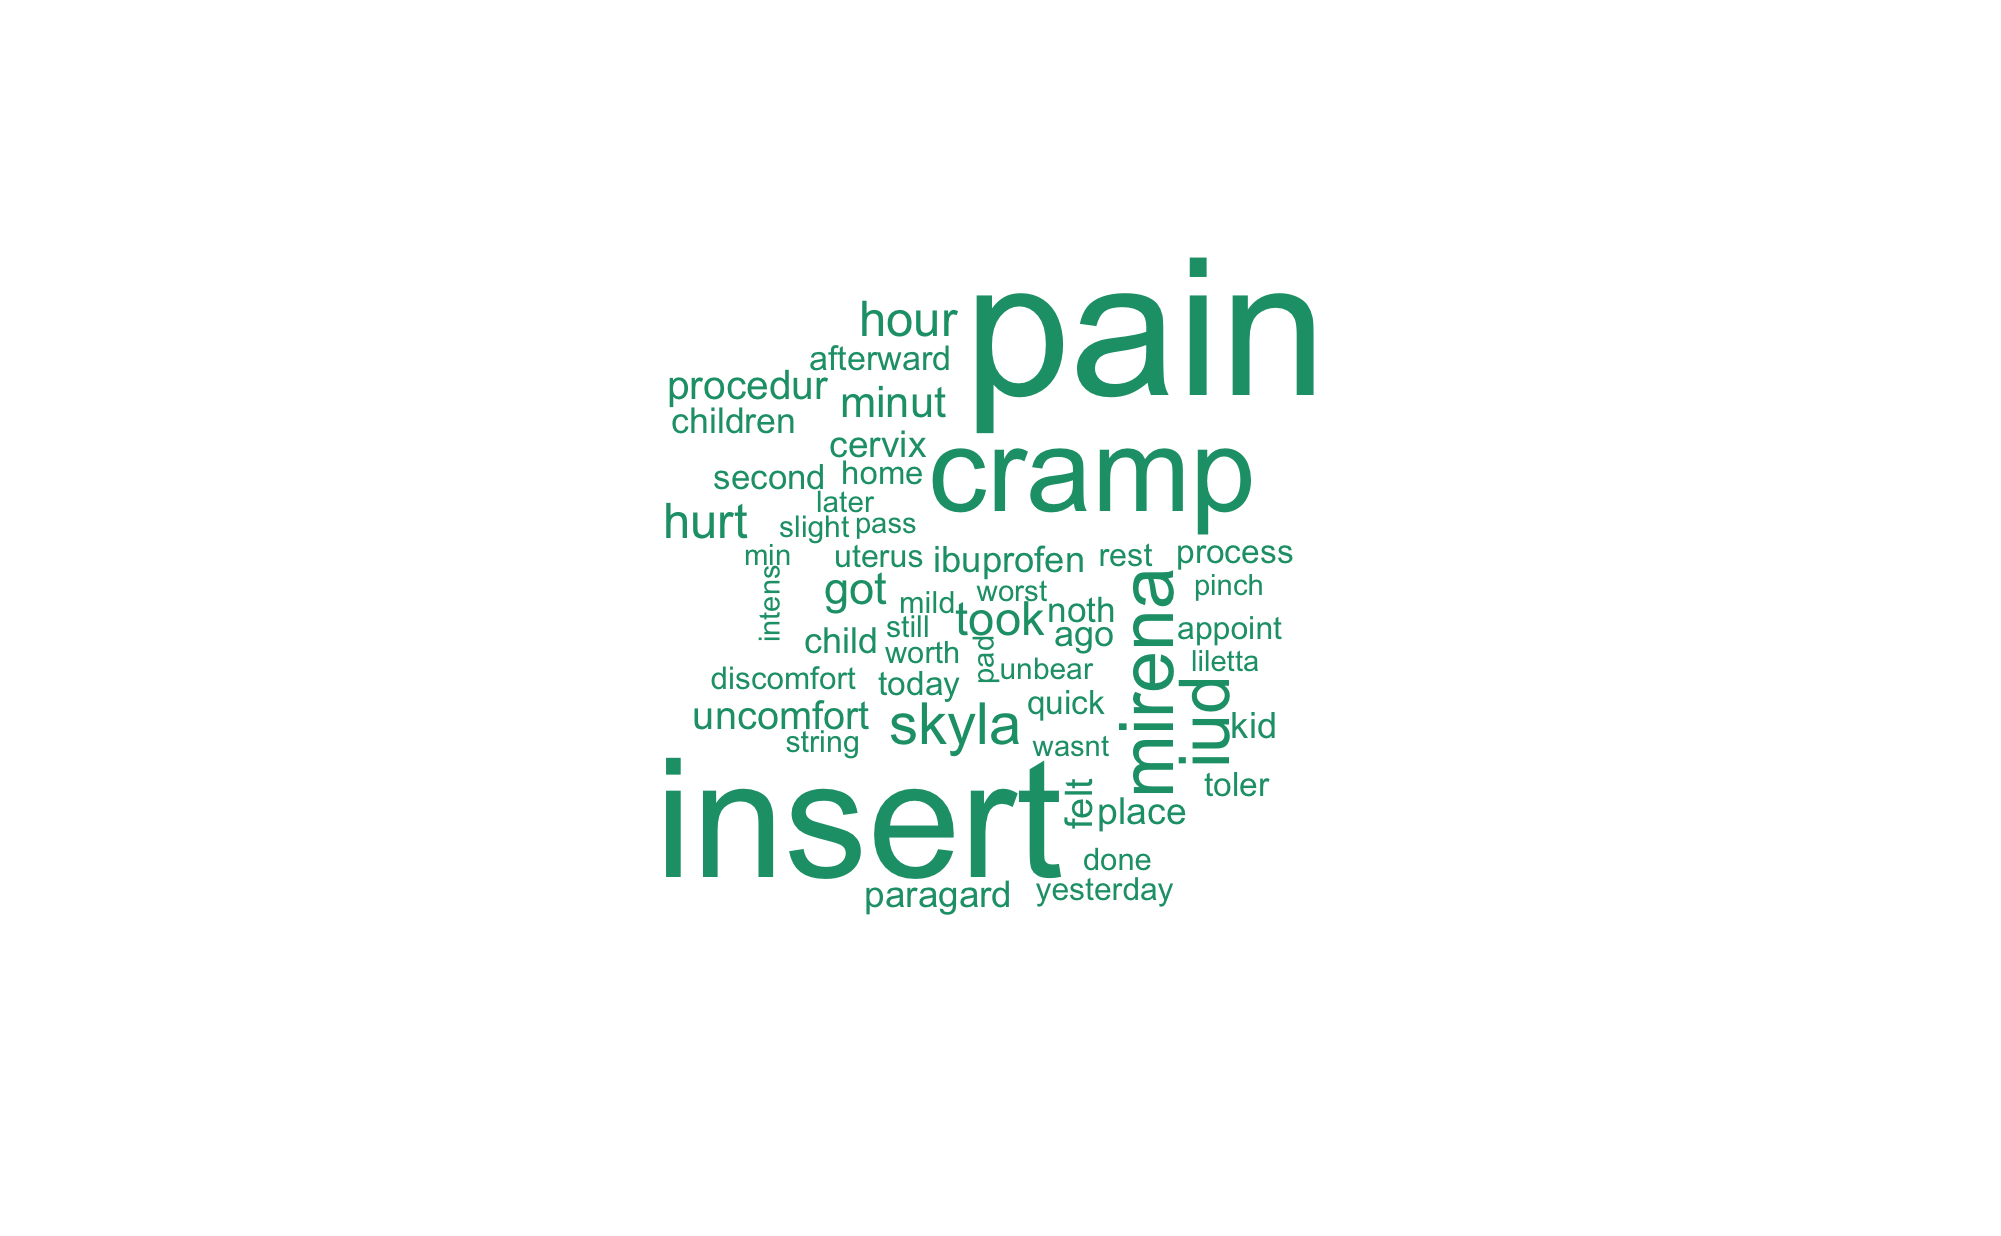 pain
hour
afterward
procedur
minut
children
cervix
cramp
second
home
later
hurt
slight
pass
min
uterus
ibuprofen
rest
process
intens
got
mild
worst
noth
mirena
pinch
took
still
ago
appoint
child
worth
pad
unbear
liletta
discomfort
today
quick
iud
kid
uncomfort
skyla
string
wasnt
insert
felt
toler
place
done
paragard
yesterday